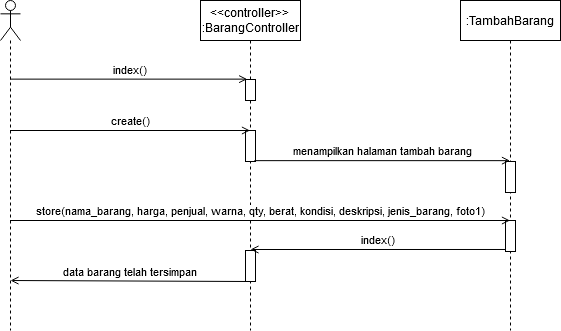 <<controller>>
:BarangController
:TambahBarang
index()
create()
menampilkan halaman tambah barang
store(nama_barang, harga, penjual, warna, qty, berat, kondisi, deskripsi, jenis_barang, foto1)
index()
data barang telah tersimpan